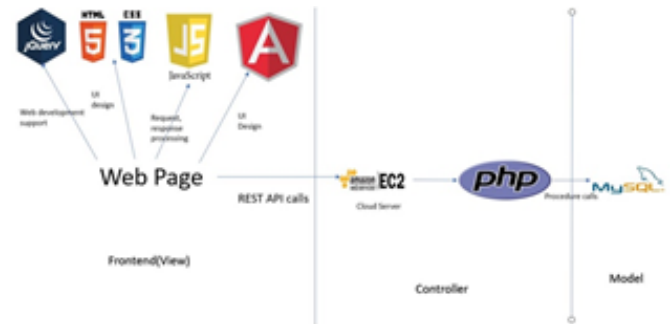 jQuery
HTML
5
CSS
3
JS
JavaScript
A
Web development
support
UI
design
Request,
response
processing
UI
Design
Web Page
REST API calls
amazon
EC2
Cloud Server
php
Procedure calls
MySQL
Frontend(View)
Controller
Model